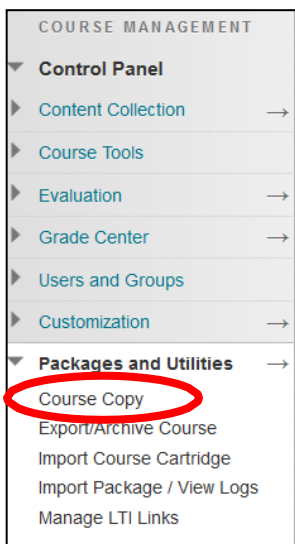 COURSE MANAGEMENT
Control Panel
Content Collection →
Course Tools
Evaluation →
Grade Center →
Users and Groups
Customization →
Packages and Utilities →
Course Copy
Export/Archive Course
Import Course Cartridge
Import Package / View Logs
Manage LTI Links